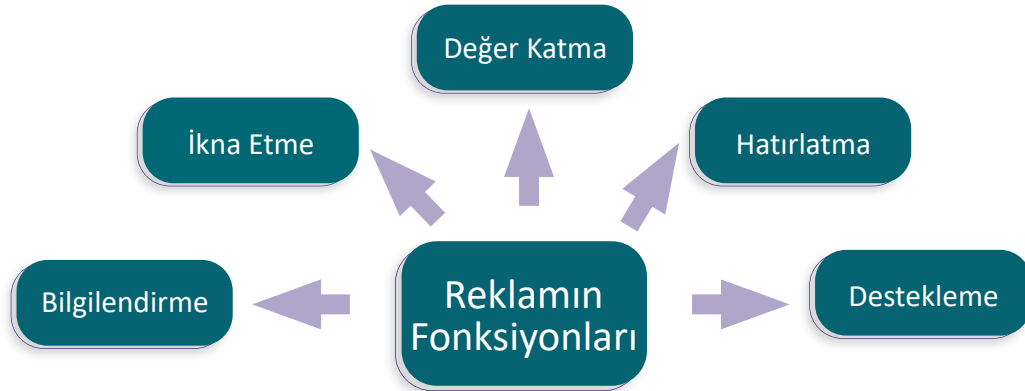 Değer Katma
İkna Etme
Hatırlatma
Bilgilendirme
Reklamın
Fonksiyonları
Destekleme